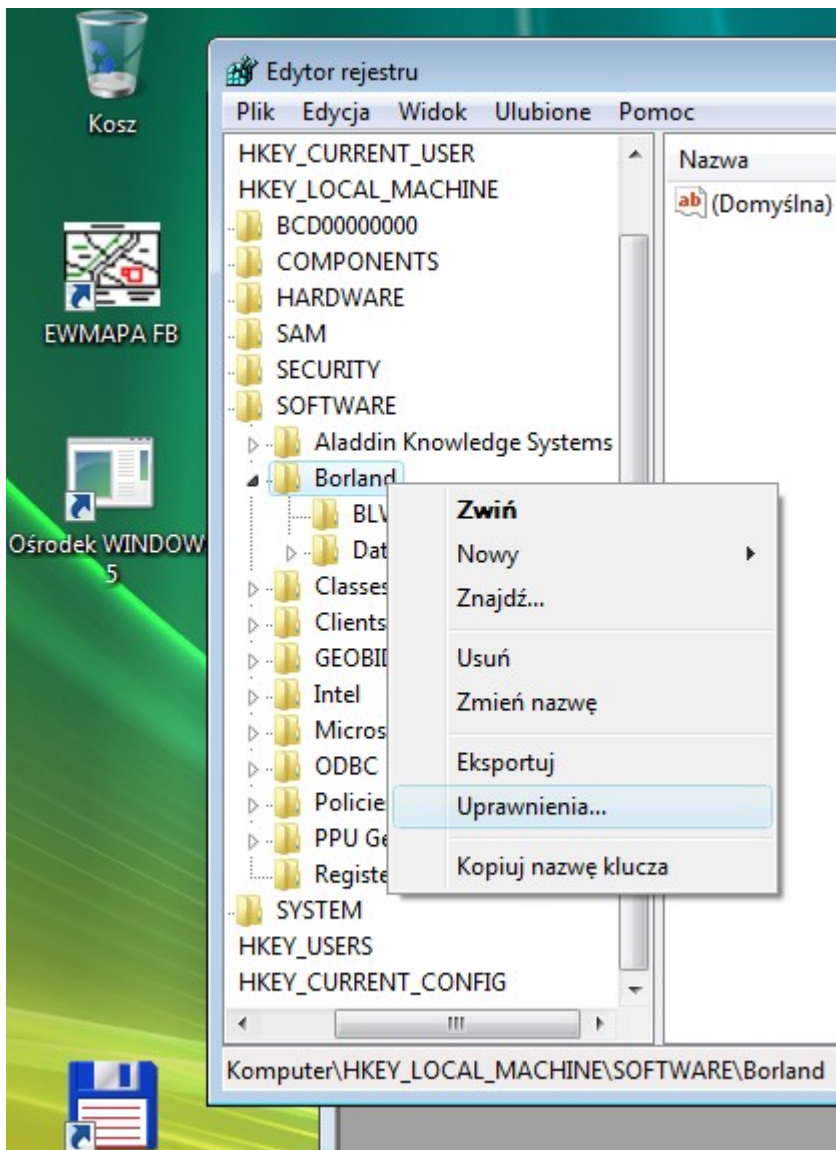 Kosz
EWMAPA FB
Ośrodek WINDOW
5
Edytor rejestru
Plik Edycja Widok Ulubione Pomoc
HKEY_CURRENT_USER
HKEY_LOCAL_MACHINE
BCD00000000
COMPONENTS
HARDWARE
SAM
SECURITY
SOFTWARE
Aladdin Knowledge Systems
Borland
BLW
Dat
Classes
Clients
GEOBID
Intel
Micros
ODBC
Policie
PPU Ge
Registe
SYSTEM
HKEY_USERS
HKEY_CURRENT_CONFIG
Nazwa
ab (Domyślna)
Zwiń
Nowy
Znajdź...
Usuń
Zmień nazwę
Eksportuj
Uprawnienia...
Kopiuj nazwę klucza
Komputer\HKEY_LOCAL_MACHINE\SOFTWARE\Borland